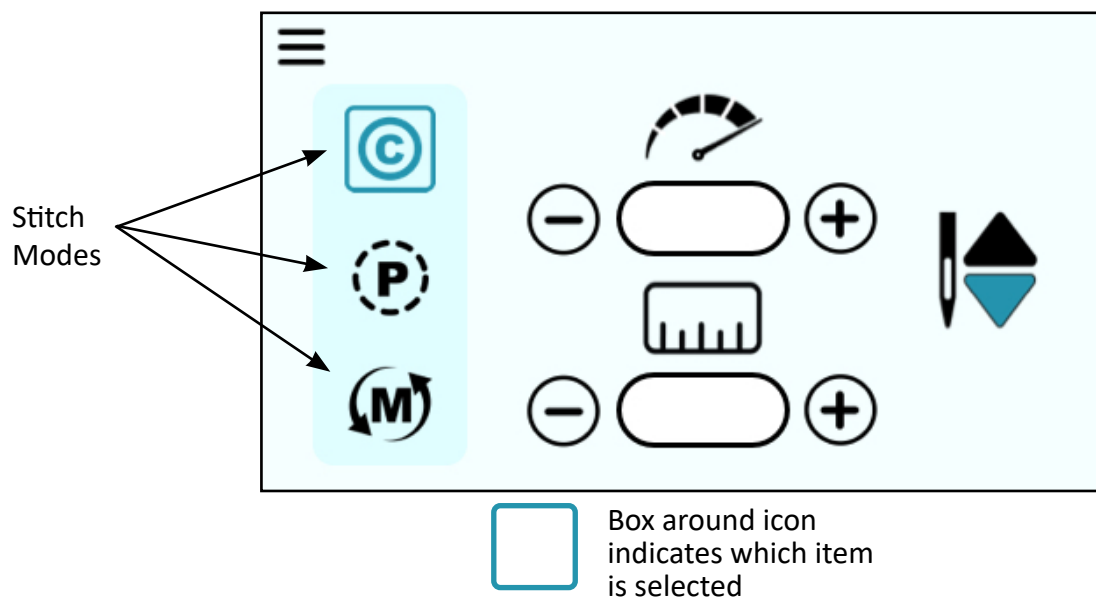 C
Stitch
Modes
P
M
Box around icon
indicates which item
is selected